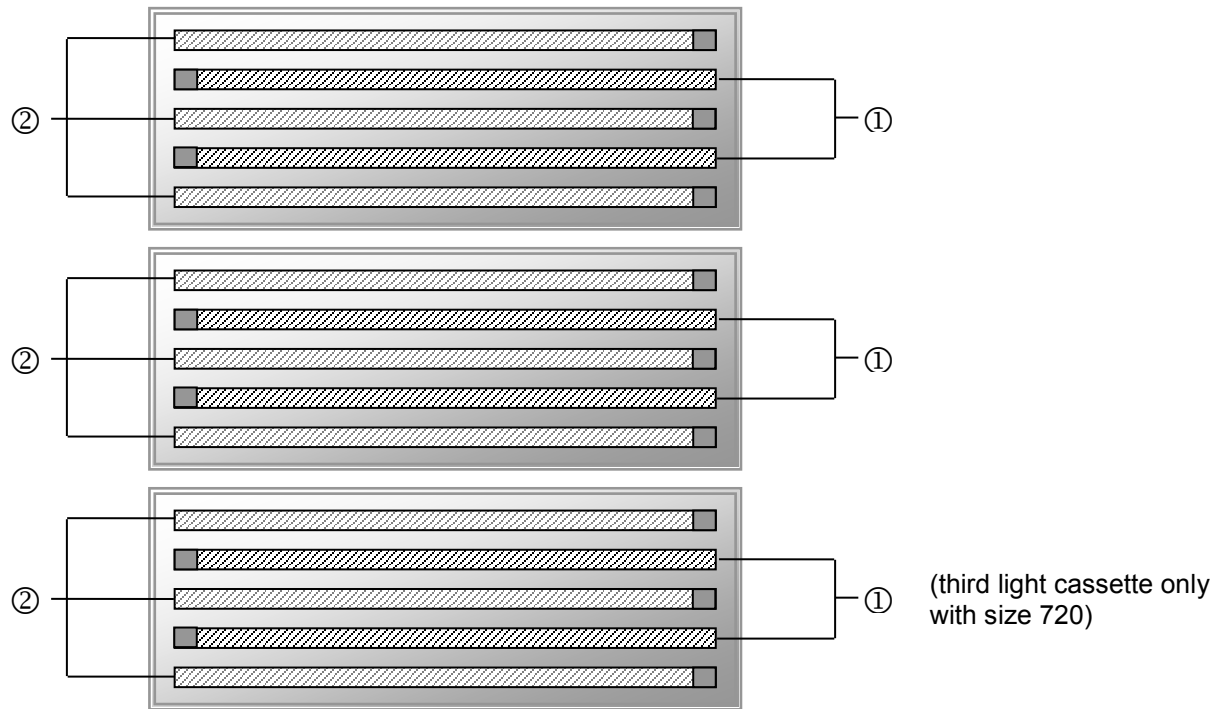 ② ①
② ①
② ① (third light cassette only
with size 720)